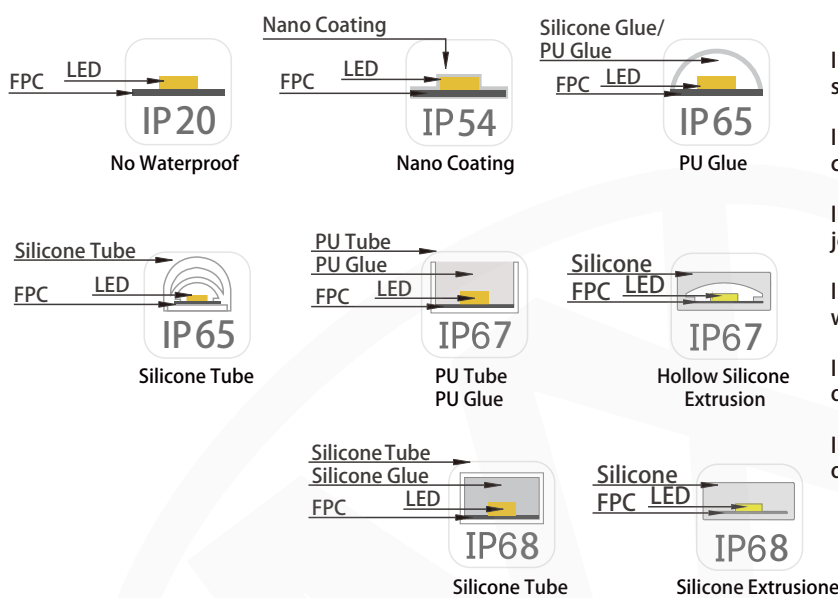 Nano Coating
Silicone Glue/
PU Glue
FPC LED
FPC LED
FPC LED
IP20
IP54
IP65
No Waterproof
Nano Coating
PU Glue
Silicone Tube
FPC LED
IP65
Silicone Tube
PU Tube
PU Glue
FPC LED
IP67
PU Tube
PU Glue
Silicone
FPC LED
IP67
Hollow Silicone
Extrusion
Silicone Tube
Silicone Glue
FPC LED
IP68
Silicone Tube
Silicone
FPC LED
IP68
Silicone Extrusione